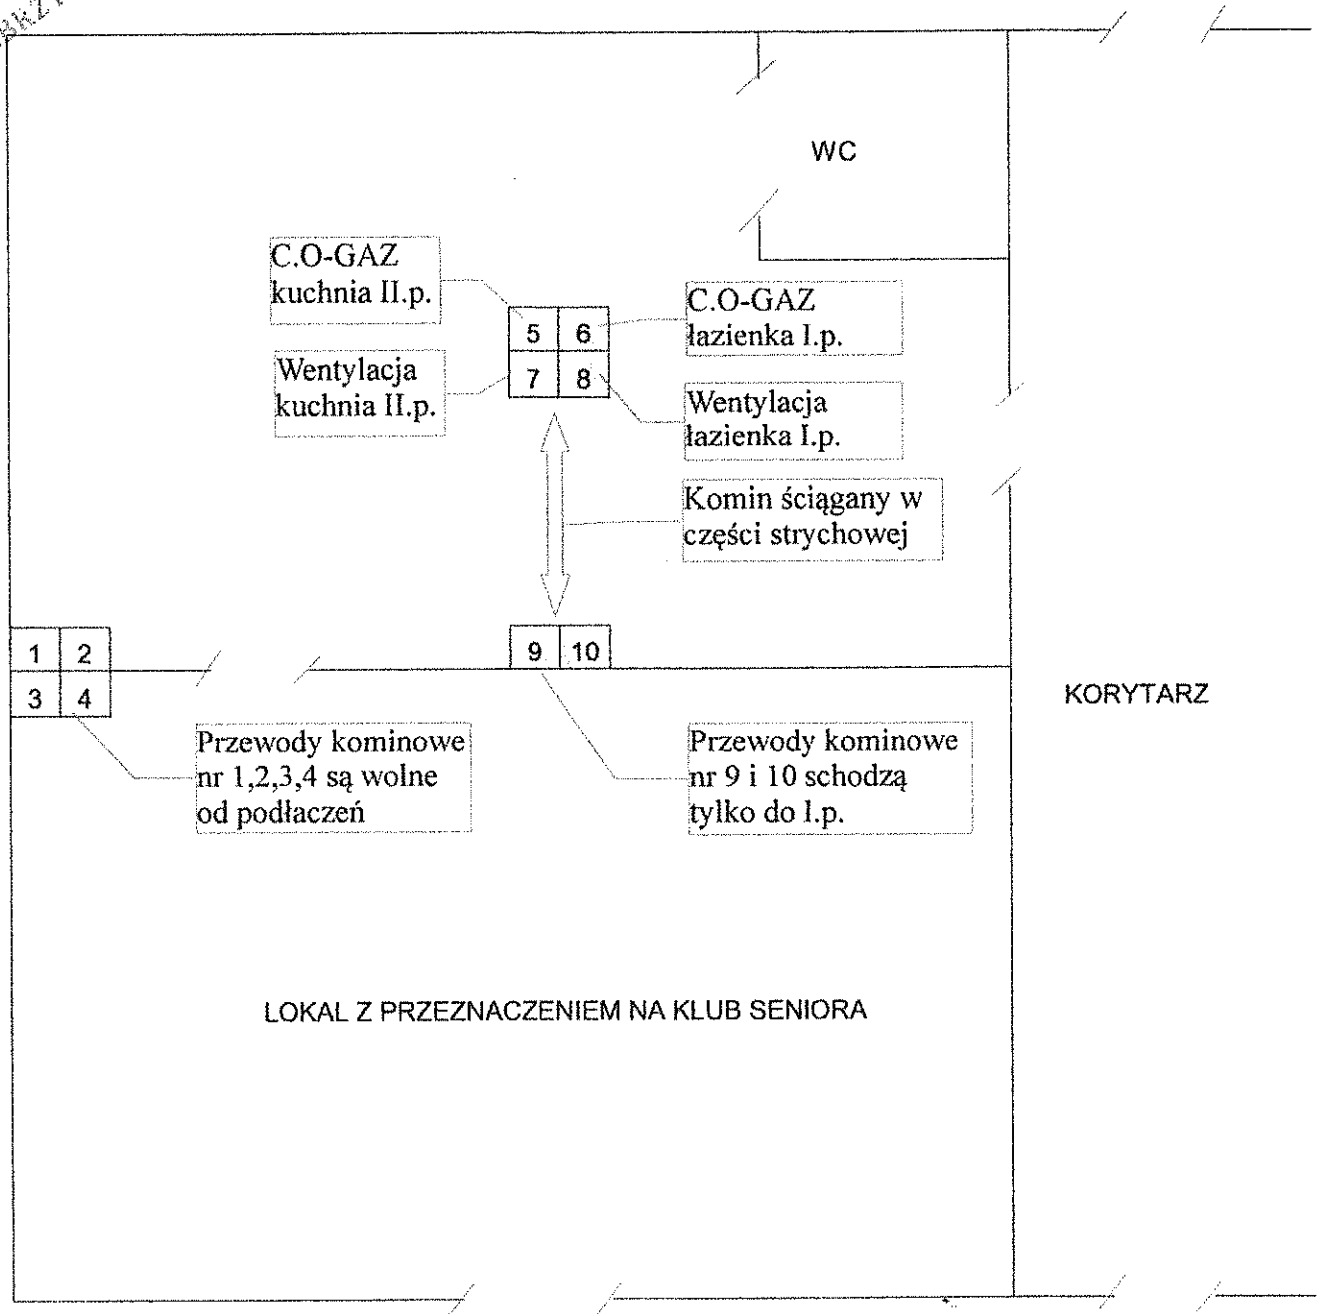 WC
C.O-GAZ
kuchnia II.p.
5 6
7 8
C.O-GAZ
łazienka I.p.
Wentylacja
kuchnia II.p.
Wentylacja
łazienka I.p.
Komin ściągany w
części strychowej
1 2
3 4
9 10
KORYTARZ
Przewody kominowe
nr 1,2,3,4 są wolne
od podłaczeń
Przewody kominowe
nr 9 i 10 schodzą
tylko do I.p.
LOKAL Z PRZEZNACZENIEM NA KLUB SENIORA